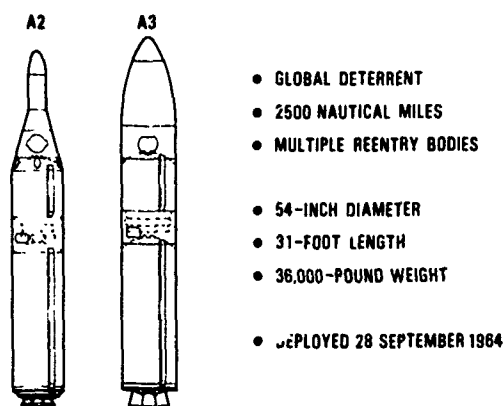 A2 A3
• GLOBAL DETERRENT
• 2500 NAUTICAL MILES
• MULTIPLE REENTRY BODIES
• 54-INCH DIAMETER
• 31-FOOT LENGTH
• 36,000-POUND WEIGHT
• DEPLOYED 28 SEPTEMBER 1964